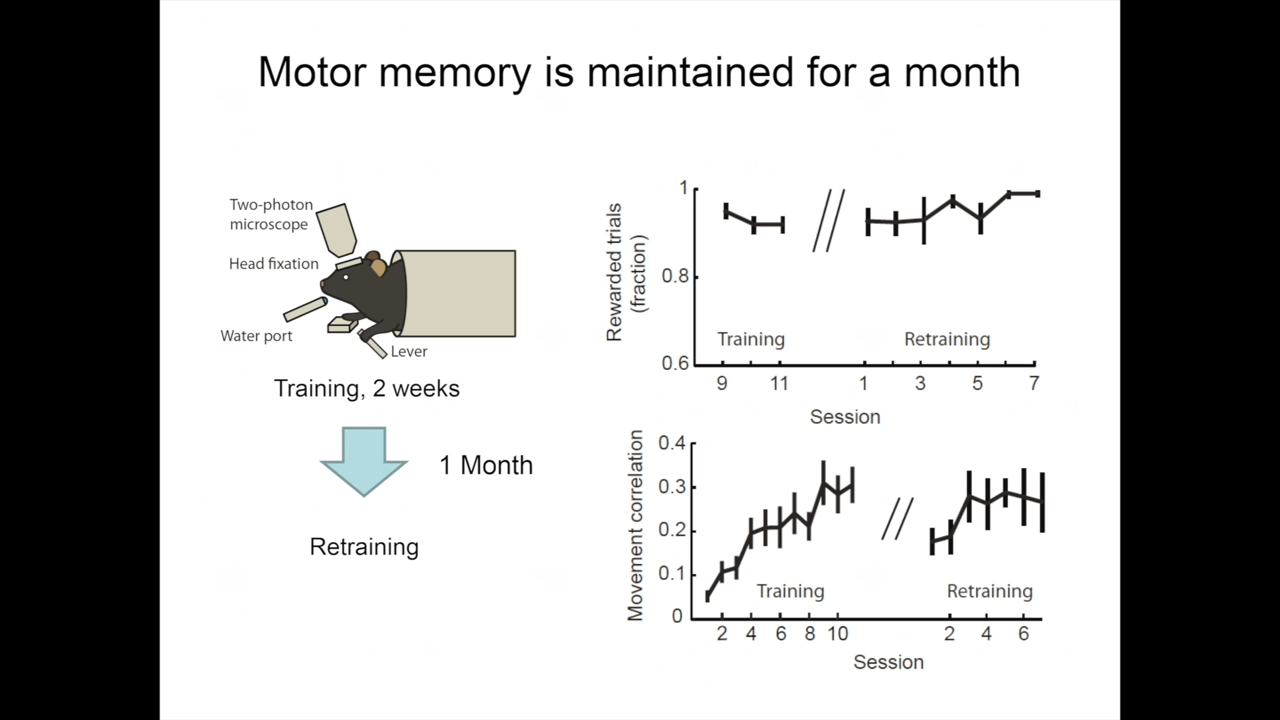 Motor memory is maintained for a month
Two-photon
microscope
Head fixation
Water port
Lever
Training, 2 weeks
1 Month
Retraining
Rewarded trials
(fraction)
1
0.8
0.6
Training
Retraining
9 11 1 3 5 7
Session
Movement correlation
0.4
0.3
0.2
0.1
0
Training
Retraining
2 4 6 8 10 2 4 6
Session